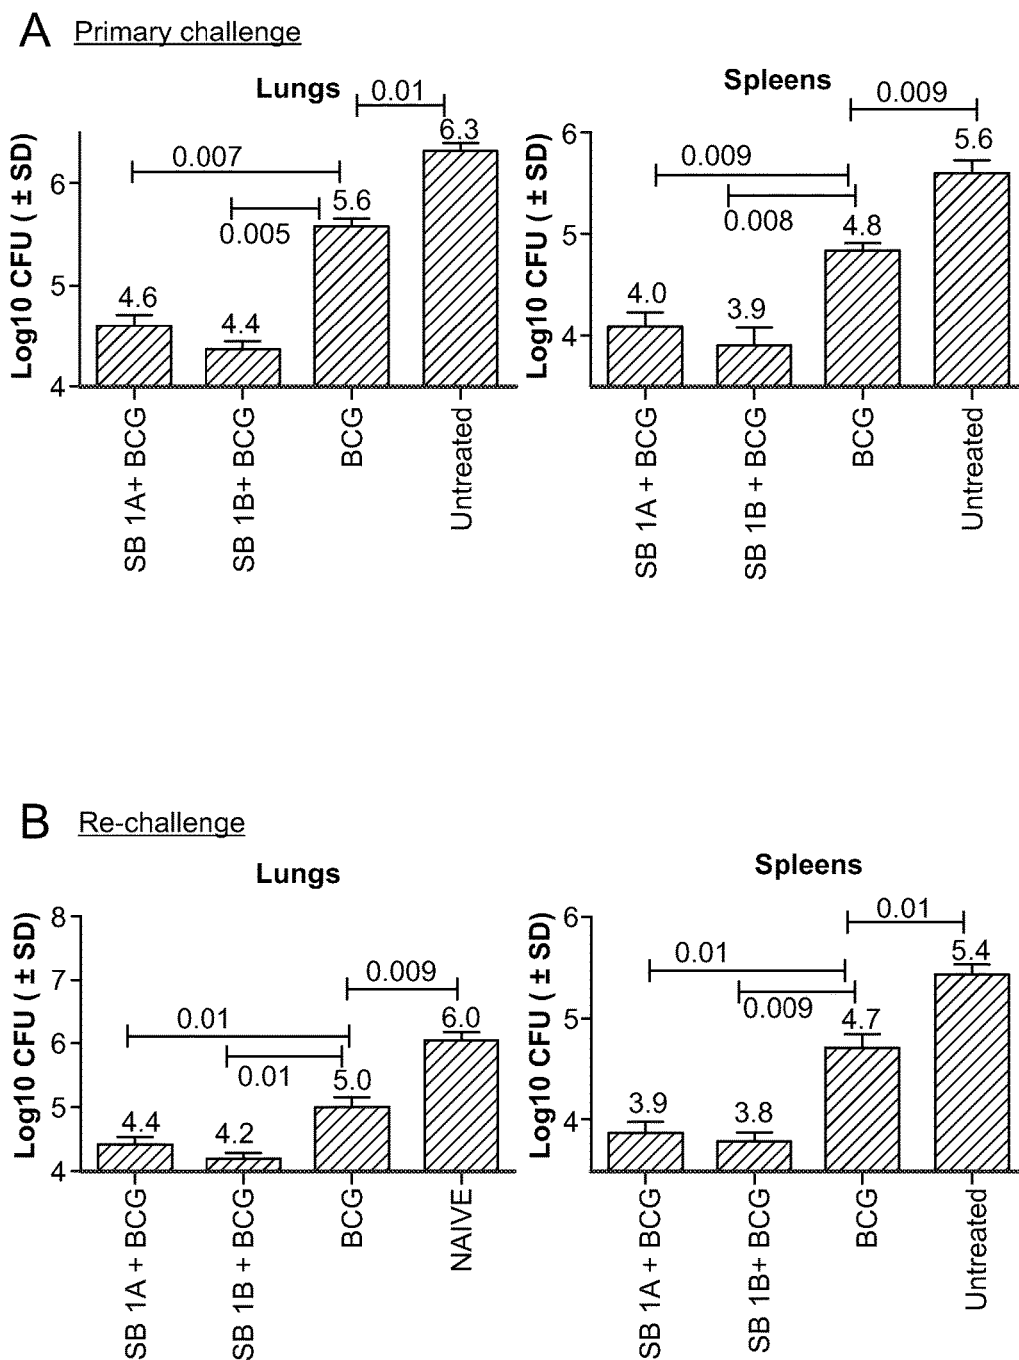 A Primary challenge
Lungs
Log10 CFU ( ± SD)
6
5
4
0.01
0.007
0.005
4.6
4.4
5.6
6.3
SB 1A+ BCG
SB 1B+ BCG
BCG
Untreated
Spleens
Log10 CFU ( ± SD)
6
5
4
0.009
0.009
0.008
4.0
3.9
4.8
5.6
SB 1A + BCG
SB 1B + BCG
BCG
Untreated
B Re-challenge
Lungs
Log10 CFU ( ± SD)
8
7
6
5
4
0.009
0.01
0.01
4.4
4.2
5.0
6.0
SB 1A + BCG
SB 1B + BCG
BCG
NAIVE
Spleens
Log10 CFU ( ± SD)
6
5
4
0.01
0.01
0.009
3.9
3.8
4.7
5.4
SB 1A + BCG
SB 1B+ BCG
BCG
Untreated